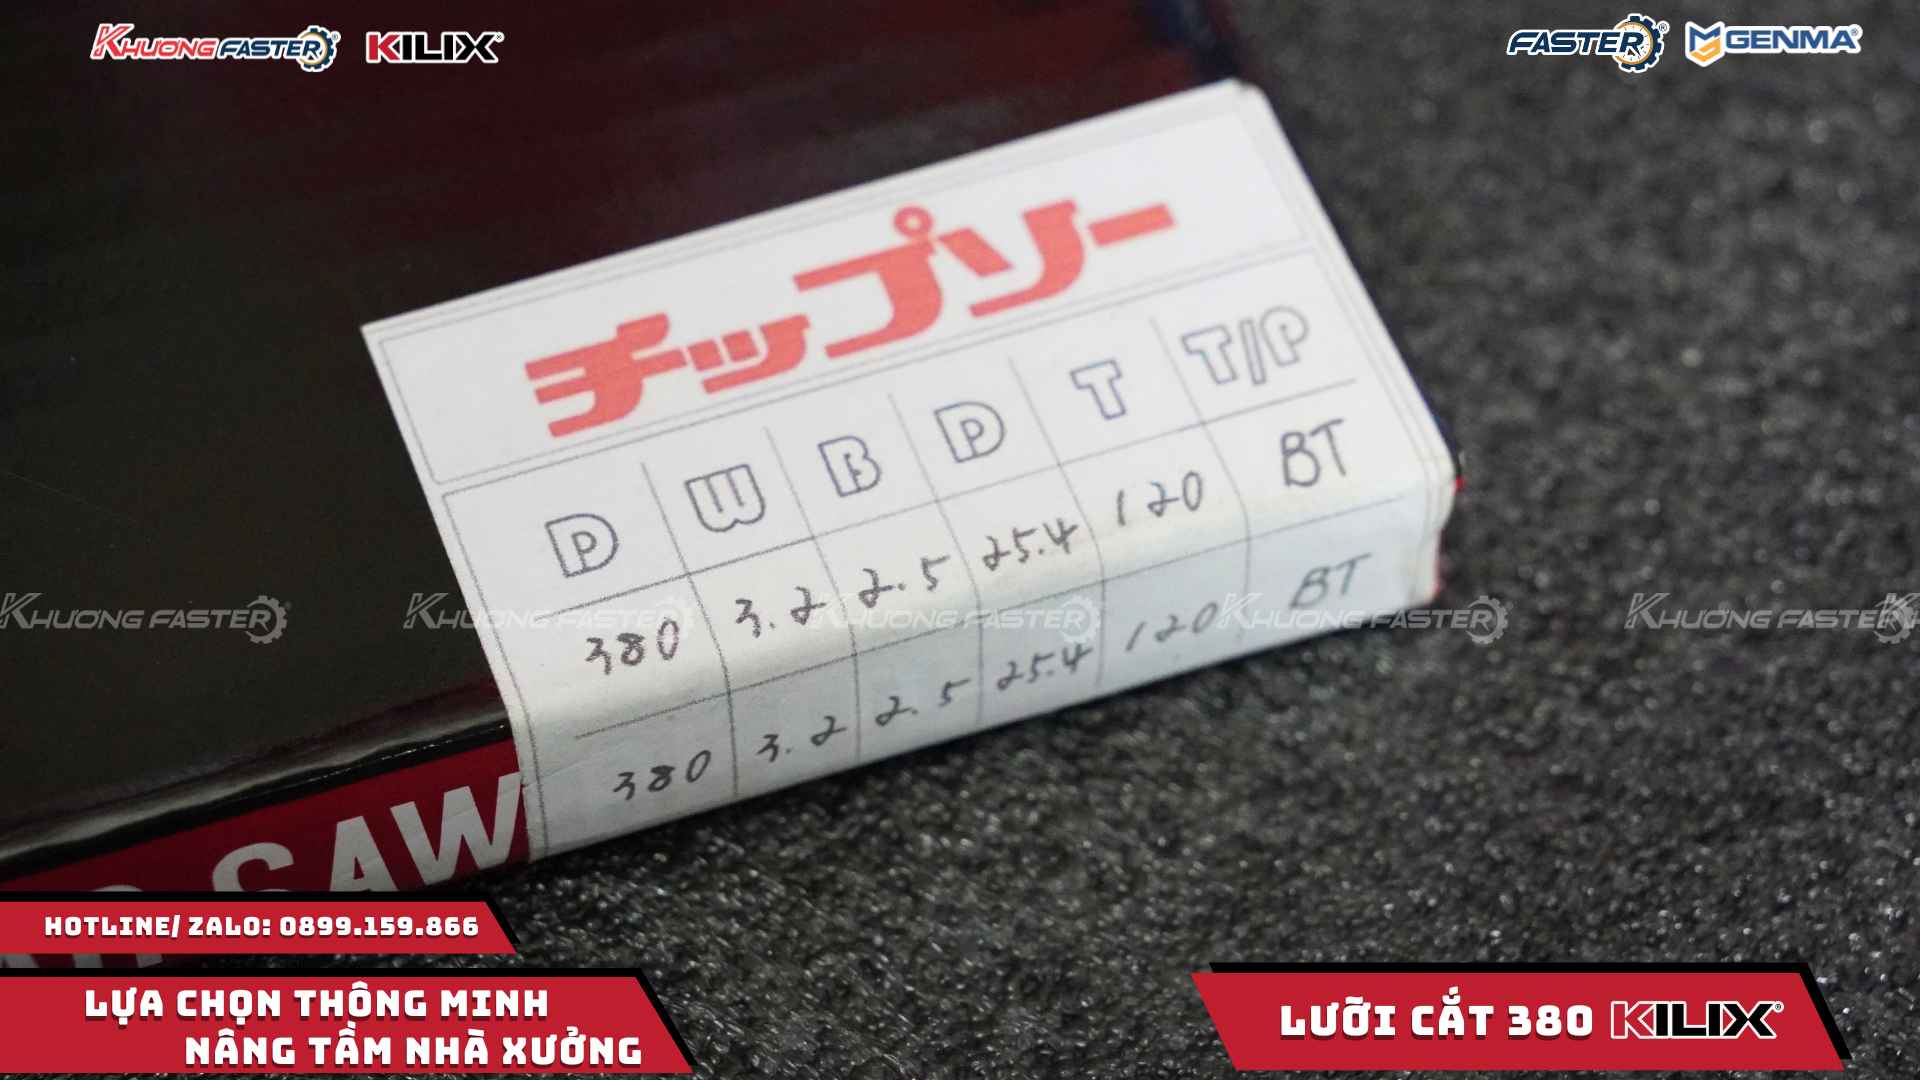 KHUONG FASTER® KILIX® FASTER® GENMA®
チップソー
D W B D T T/P
380 3.2 2.5 25.4 120 BT
380 3.2 2.5 25.4 120 BT
KHUONG FASTER® KHUONG FASTER® KHUONG FASTER® KHUONG FASTER® KHUONG FASTER®
SAW
HOTLINE/ ZALO: 0899.159.866
LỰA CHỌN THÔNG MINH
NÂNG TẦM NHÀ XƯỞNG
LƯỠI CẮT 380 KILIX®